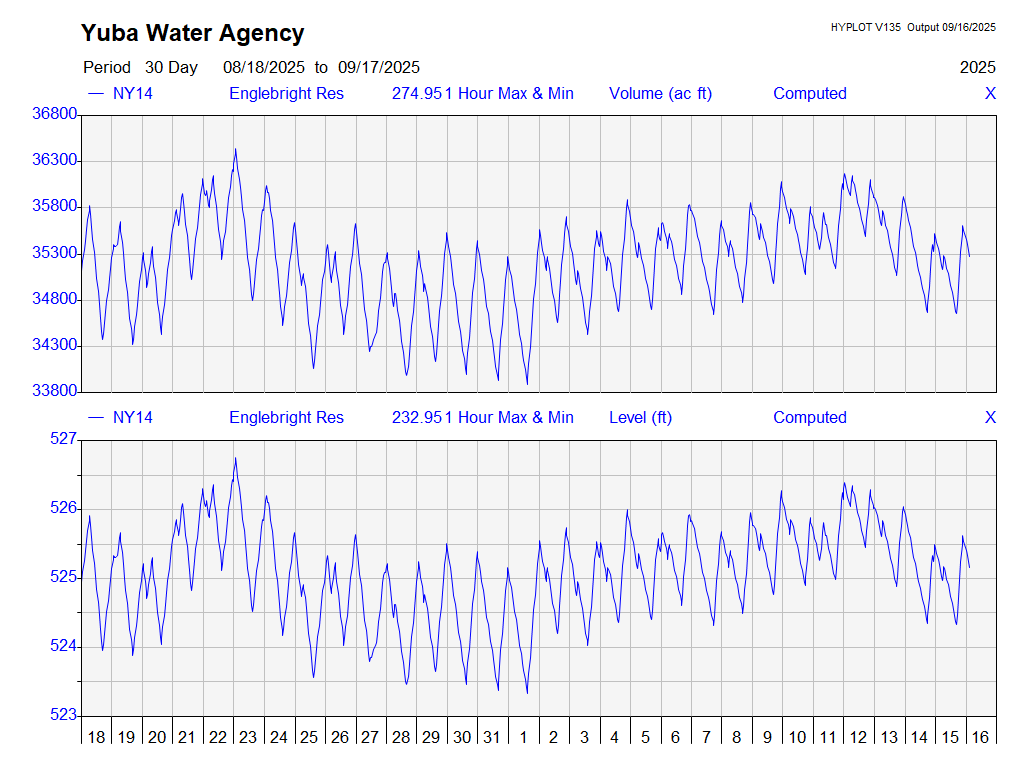 Yuba Water Agency
HYPLOT V135 Output 09/16/2025
Period 30 Day 08/18/2025 to 09/17/2025
2025
NY14 Englebright Res 274.951 Hour Max & Min Volume (ac ft) Computed X
36800
36300
35800
35300
34800
34300
33800
NY14 Englebright Res 232.951 Hour Max & Min Level (ft) Computed X
527
526
525
524
523
18 19 20 21 22 23 24 25 26 27 28 29 30 31 1 2 3 4 5 6 7 8 9 10 11 12 13 14 15 16